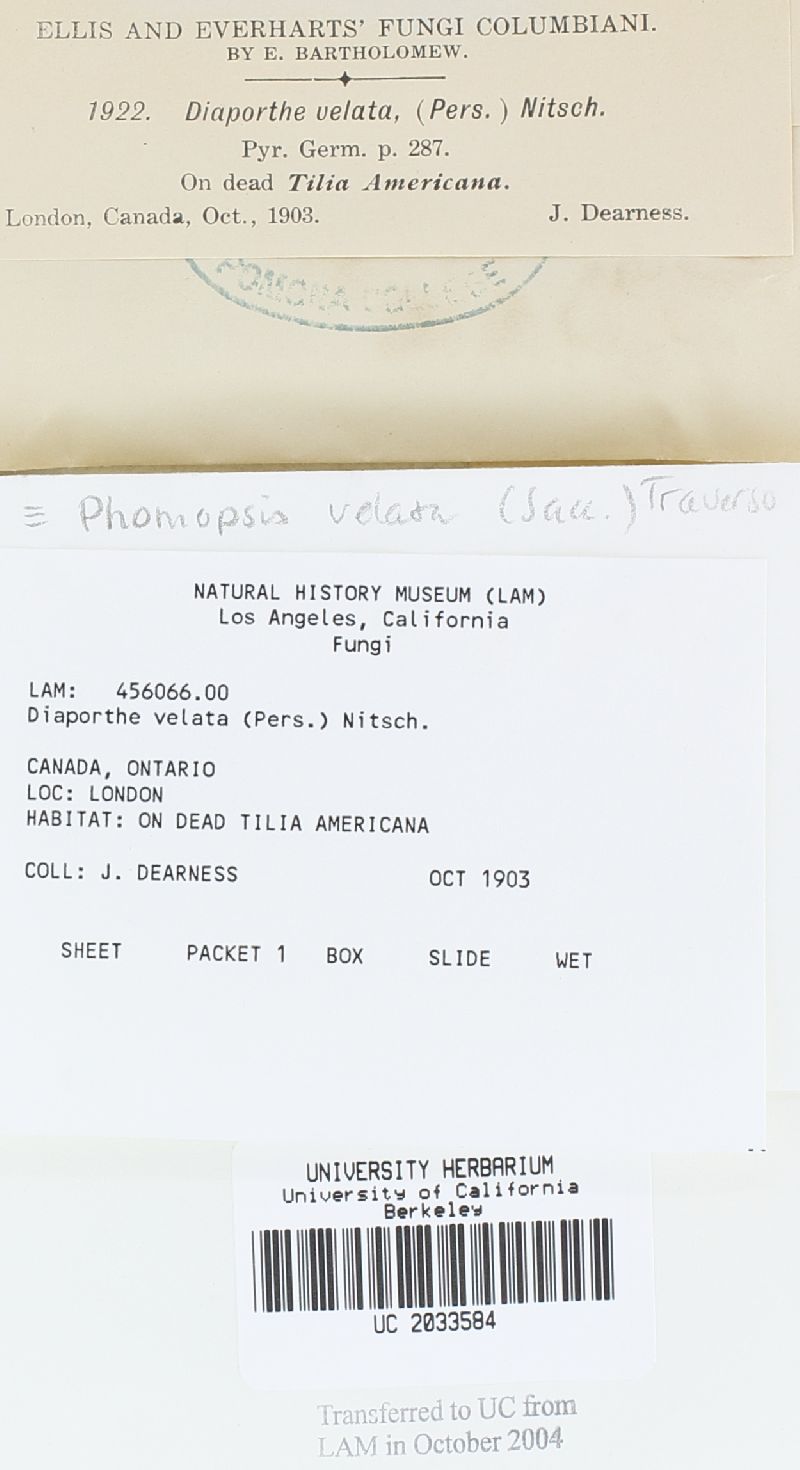 ELLIS AND EVERHARTS' FUNGI COLUMBIANI.
BY E. BARTHOLOMEW.
1922. Diaporthe velata, (Pers.) Nitsch.
Pyr. Germ. p. 287.
On dead Tilia Americana.
London, Canada, Oct., 1903. J. Dearness.
POMONA COLLEGE
≡ Phomopsis velata (Sacc.) Traverso
NATURAL HISTORY MUSEUM (LAM)
Los Angeles, California
Fungi
LAM: 456066.00
Diaporthe velata (Pers.) Nitsch.
CANADA, ONTARIO
LOC: LONDON
HABITAT: ON DEAD TILIA AMERICANA
COLL: J. DEARNESS OCT 1903
SHEET PACKET 1 BOX SLIDE WET
UNIVERSITY HERBARIUM
University of California
Berkeley
UC 2033584
Transferred to UC from
LAM in October 2004